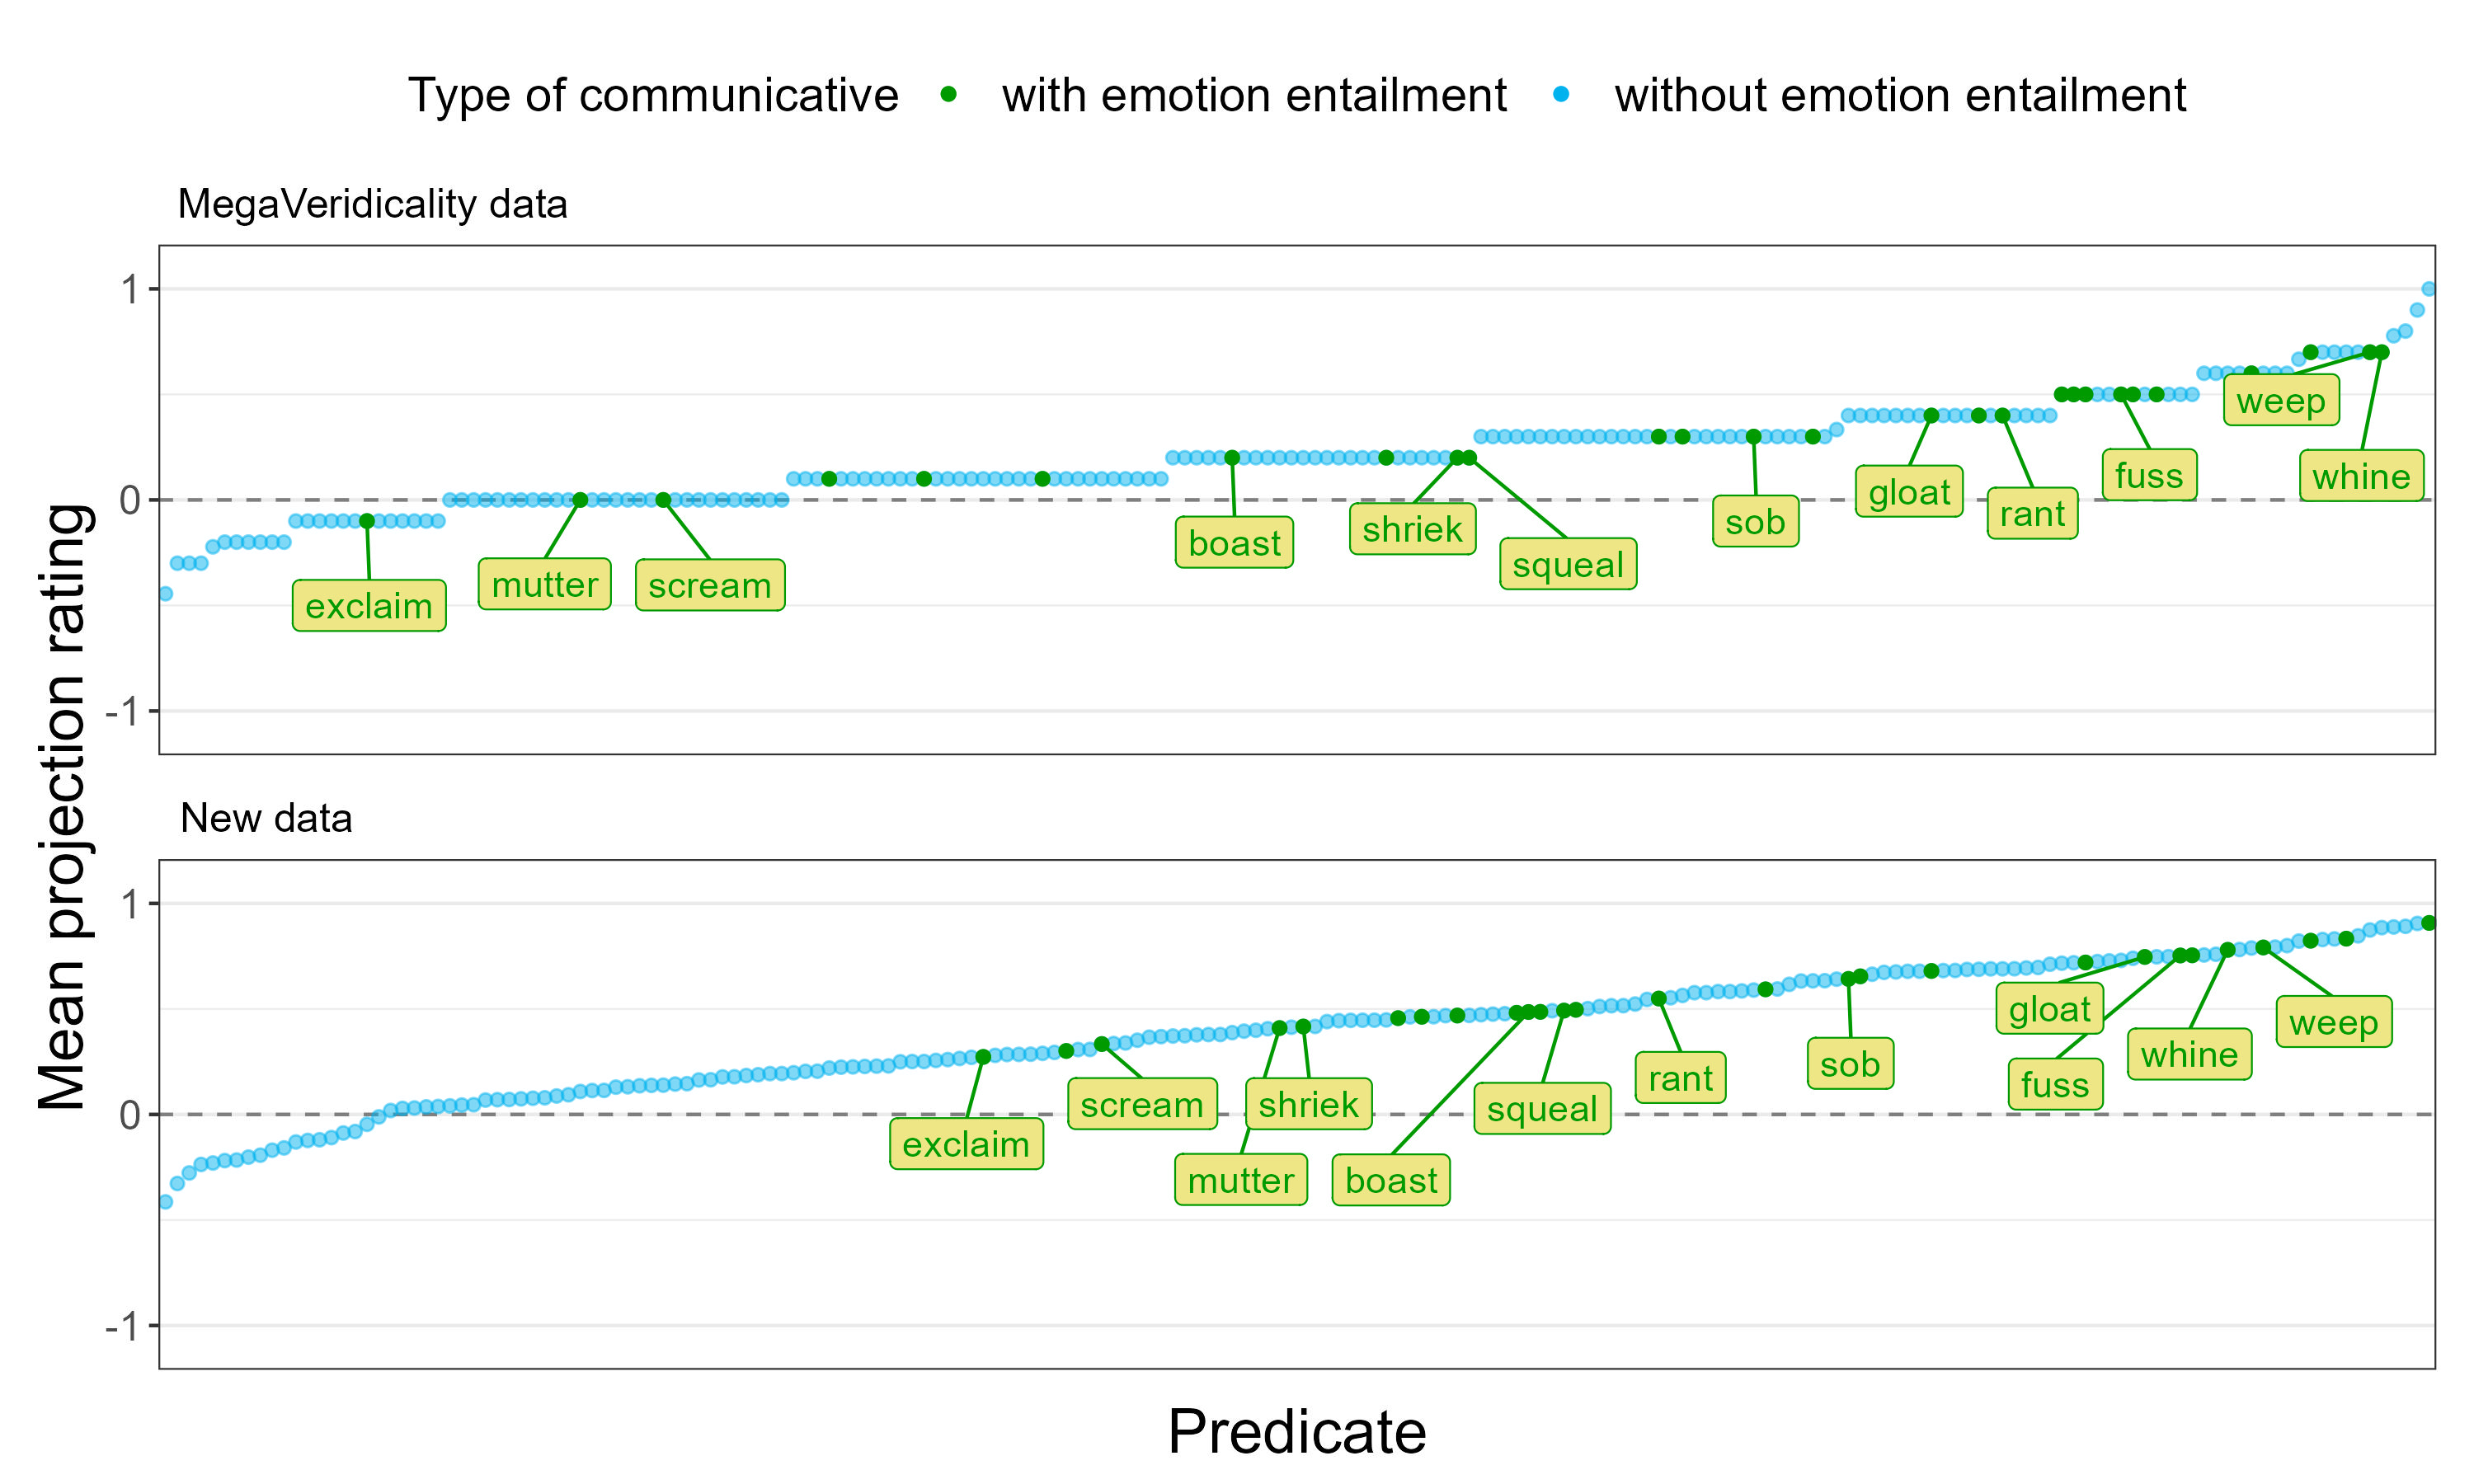 Type of communicative with emotion entailment without emotion entailment
MegaVeridicality data
1
0
-1
weep
whine
fuss
gloat
rant
sob
shriek
boast
squeal
mutter
scream
exclaim
Mean projection rating
New data
1
0
-1
gloat
weep
whine
fuss
sob
rant
scream
shriek
squeal
exclaim
mutter
boast
Predicate